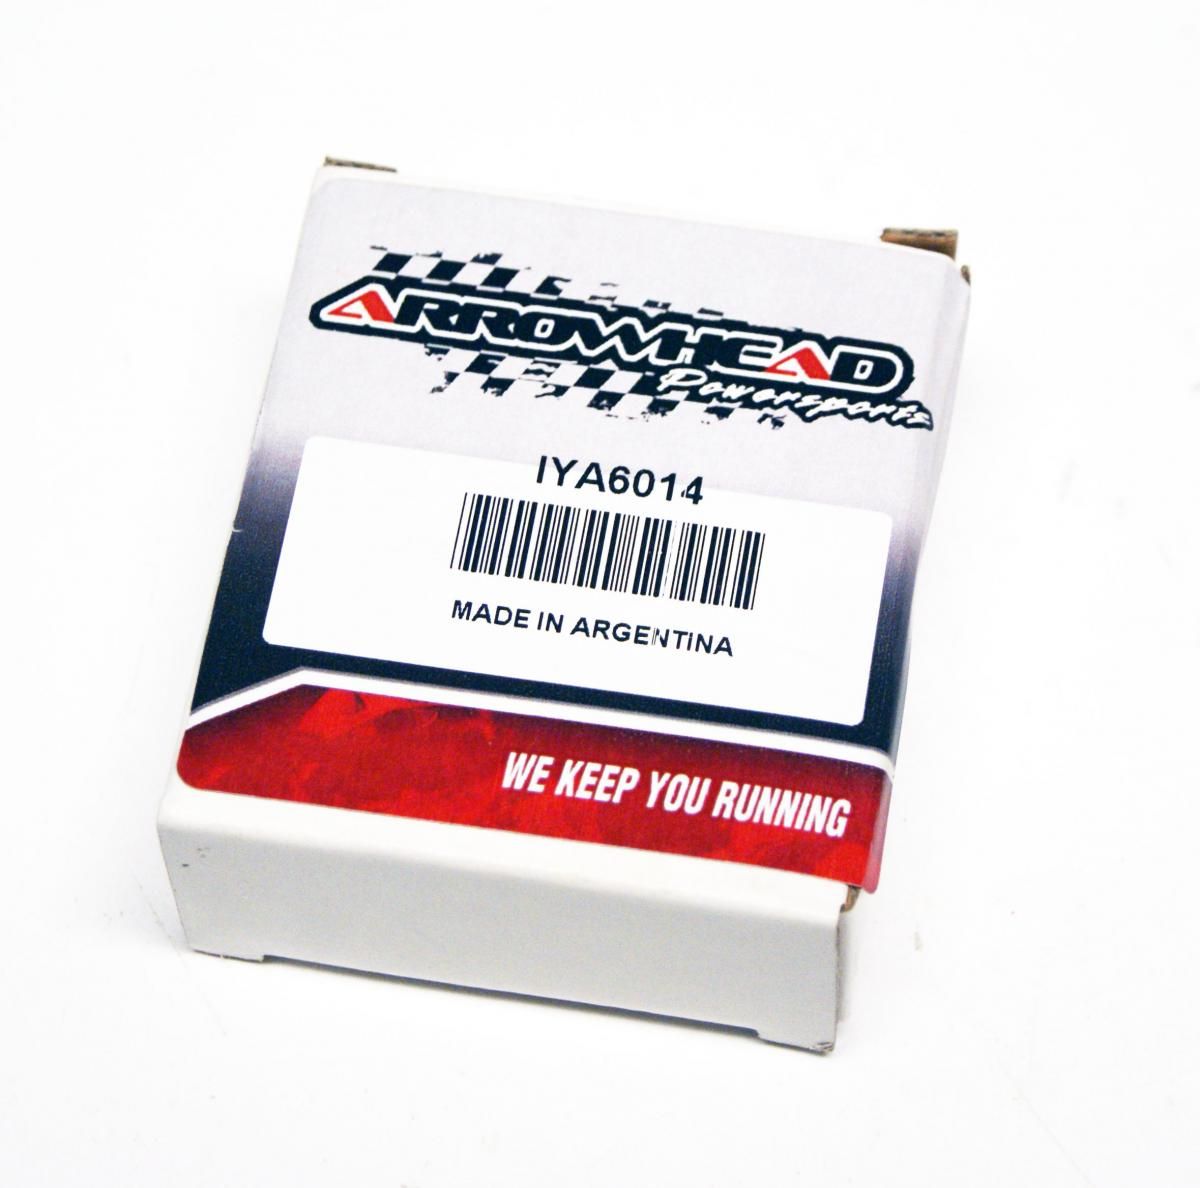 ARROWHEAD
Powersports
IYA6014
MADE IN ARGENTINA
WE KEEP YOU RUNNING